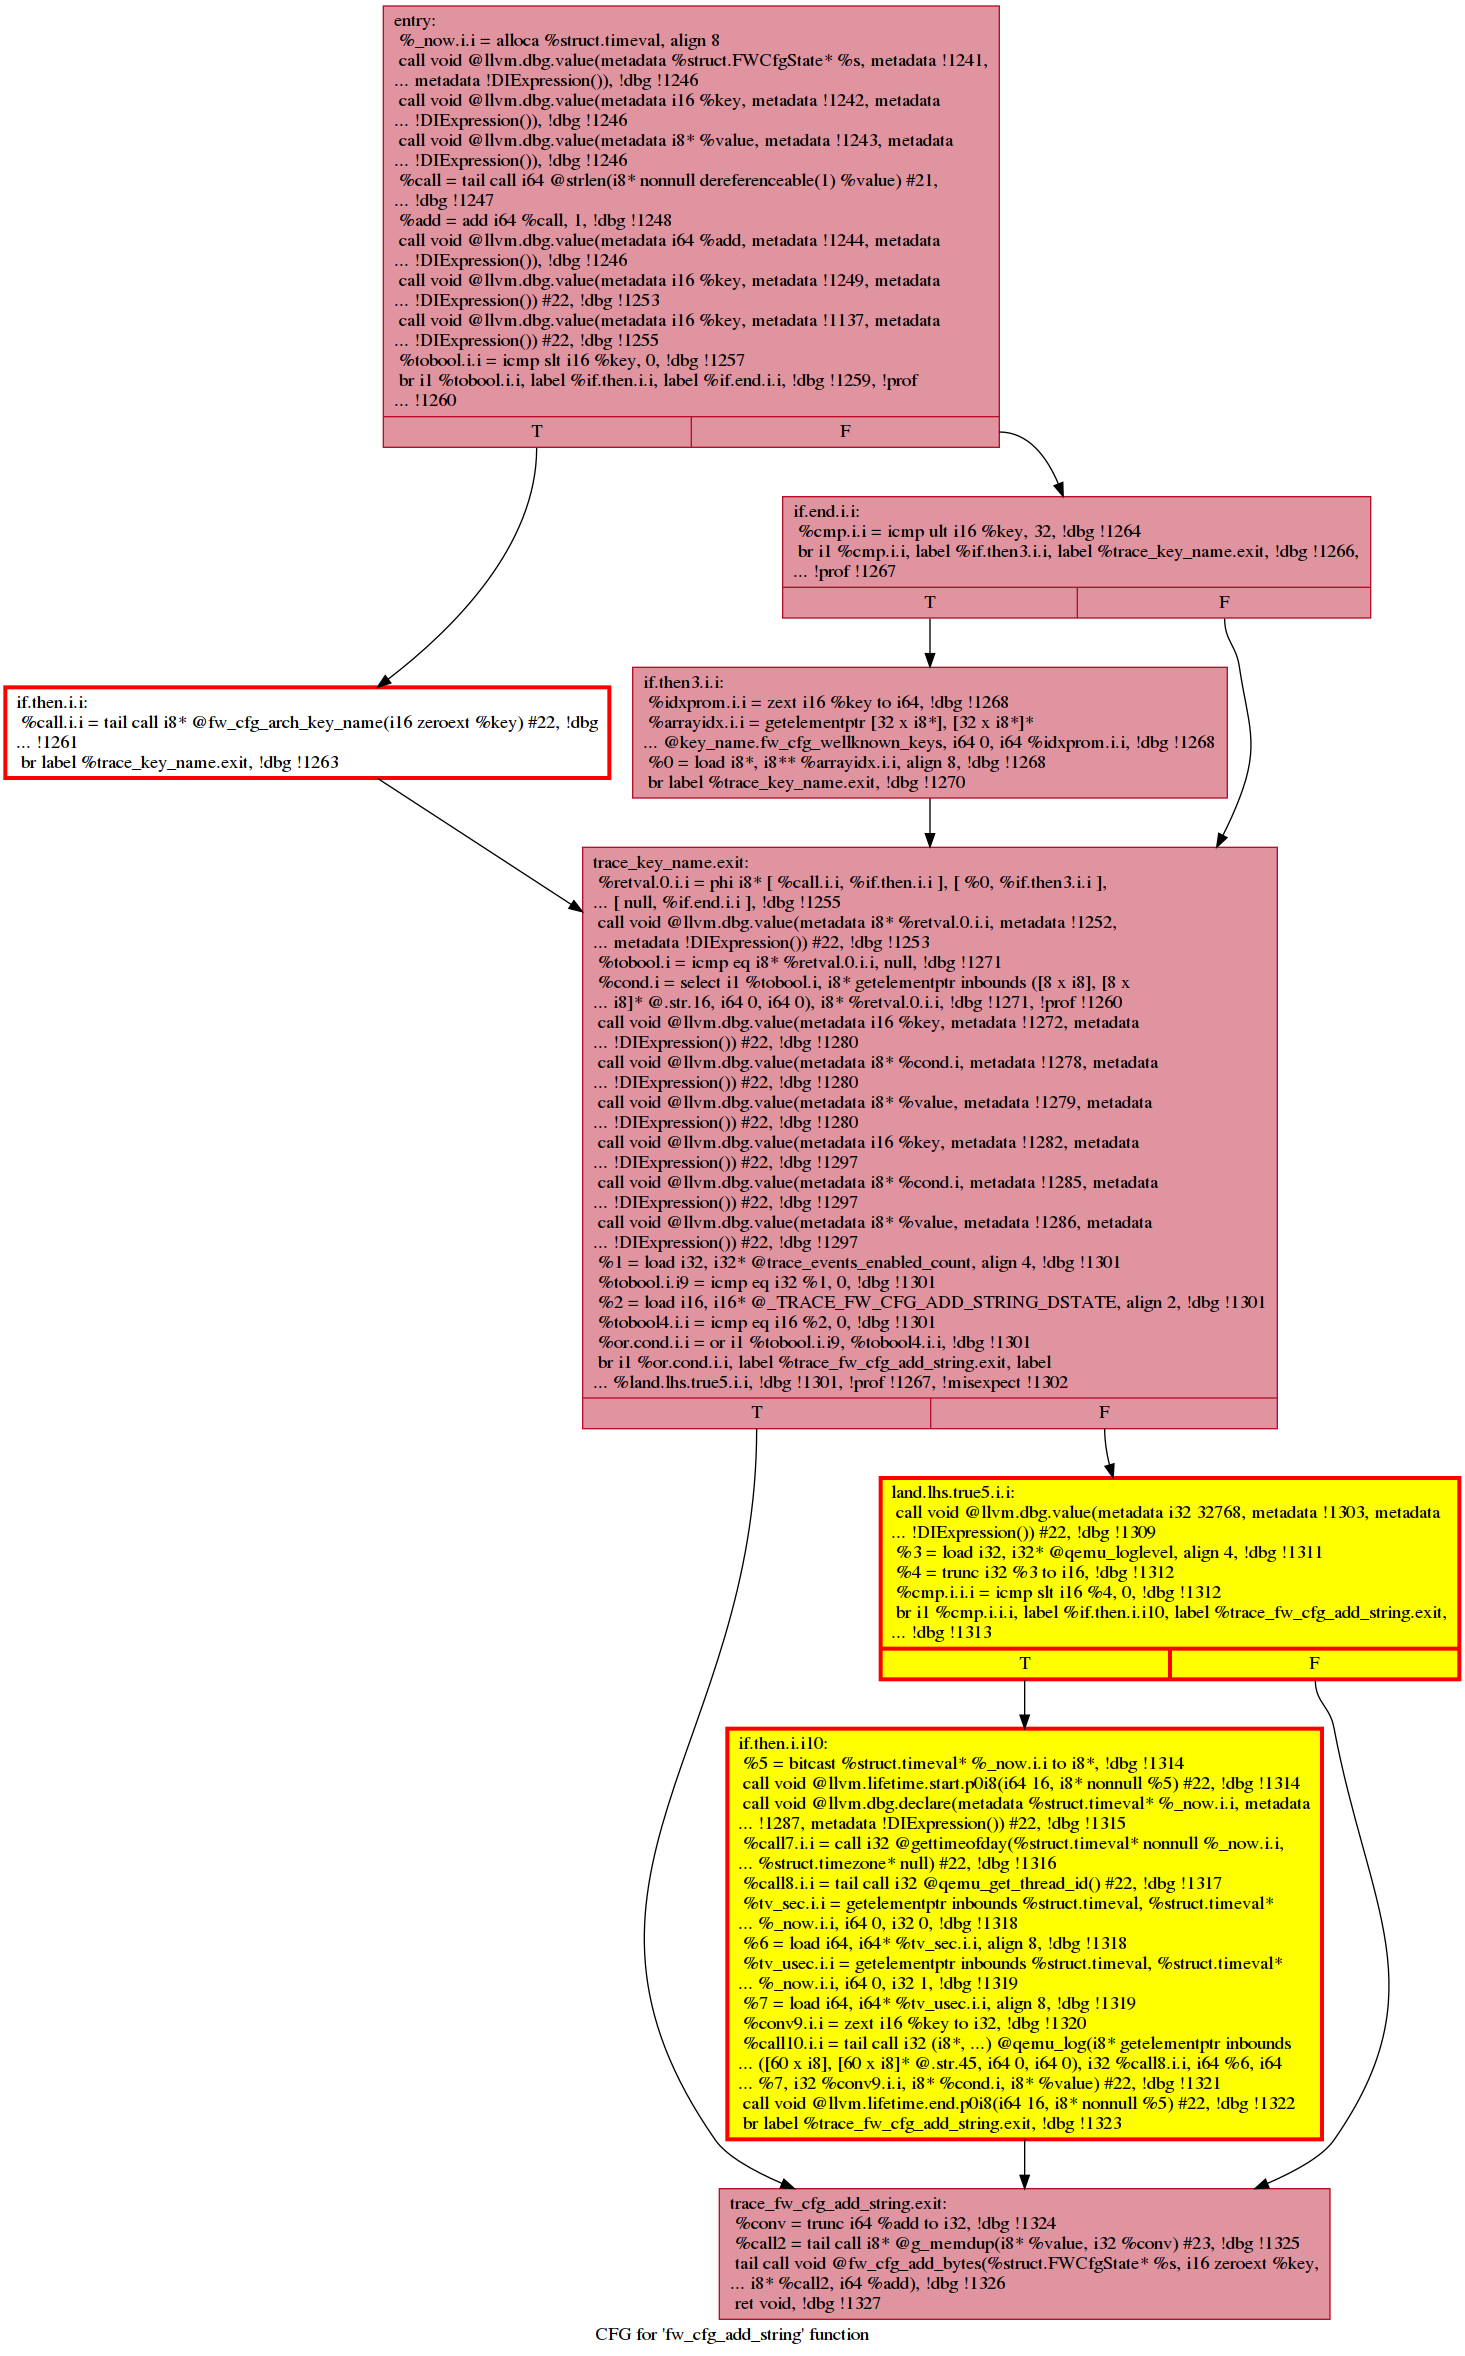 entry:
%_now.i.i = alloca %struct.timeval, align 8
call void @llvm.dbg.value(metadata %struct.FWCfgState* %s, metadata !1241,
... metadata !DIExpression()), !dbg !1246
call void @llvm.dbg.value(metadata i16 %key, metadata !1242, metadata
... !DIExpression()), !dbg !1246
call void @llvm.dbg.value(metadata i8* %value, metadata !1243, metadata
... !DIExpression()), !dbg !1246
%call = tail call i64 @strlen(i8* nonnull dereferenceable(1) %value) #21,
... !dbg !1247
%add = add i64 %call, 1, !dbg !1248
call void @llvm.dbg.value(metadata i64 %add, metadata !1244, metadata
... !DIExpression()), !dbg !1246
call void @llvm.dbg.value(metadata i16 %key, metadata !1249, metadata
... !DIExpression()) #22, !dbg !1253
call void @llvm.dbg.value(metadata i16 %key, metadata !1137, metadata
... !DIExpression()) #22, !dbg !1255
%tobool.i.i = icmp slt i16 %key, 0, !dbg !1257
br i1 %tobool.i.i, label %if.then.i.i, label %if.end.i.i, !dbg !1259, !prof
... !1260
T F
if.end.i.i:
%cmp.i.i = icmp ult i16 %key, 32, !dbg !1264
br i1 %cmp.i.i, label %if.then3.i.i, label %trace_key_name.exit, !dbg !1266,
... !prof !1267
T F
if.then.i.i:
%call.i.i = tail call i8* @fw_cfg_arch_key_name(i16 zeroext %key) #22, !dbg
... !1261
br label %trace_key_name.exit, !dbg !1263
if.then3.i.i:
%idxprom.i.i = zext i16 %key to i64, !dbg !1268
%arrayidx.i.i = getelementptr [32 x i8*], [32 x i8*]*
... @key_name.fw_cfg_wellknown_keys, i64 0, i64 %idxprom.i.i, !dbg !1268
%0 = load i8*, i8** %arrayidx.i.i, align 8, !dbg !1268
br label %trace_key_name.exit, !dbg !1270
trace_key_name.exit:
%retval.0.i.i = phi i8* [ %call.i.i, %if.then.i.i ], [ %0, %if.then3.i.i ],
... [ null, %if.end.i.i ], !dbg !1255
call void @llvm.dbg.value(metadata i8* %retval.0.i.i, metadata !1252,
... metadata !DIExpression()) #22, !dbg !1253
%tobool.i = icmp eq i8* %retval.0.i.i, null, !dbg !1271
%cond.i = select i1 %tobool.i, i8* getelementptr inbounds ([8 x i8], [8 x
... i8]* @.str.16, i64 0, i64 0), i8* %retval.0.i.i, !dbg !1271, !prof !1260
call void @llvm.dbg.value(metadata i16 %key, metadata !1272, metadata
... !DIExpression()) #22, !dbg !1280
call void @llvm.dbg.value(metadata i8* %cond.i, metadata !1278, metadata
... !DIExpression()) #22, !dbg !1280
call void @llvm.dbg.value(metadata i8* %value, metadata !1279, metadata
... !DIExpression()) #22, !dbg !1280
call void @llvm.dbg.value(metadata i16 %key, metadata !1282, metadata
... !DIExpression()) #22, !dbg !1297
call void @llvm.dbg.value(metadata i8* %cond.i, metadata !1285, metadata
... !DIExpression()) #22, !dbg !1297
call void @llvm.dbg.value(metadata i8* %value, metadata !1286, metadata
... !DIExpression()) #22, !dbg !1297
%1 = load i32, i32* @trace_events_enabled_count, align 4, !dbg !1301
%tobool.i.i9 = icmp eq i32 %1, 0, !dbg !1301
%2 = load i16, i16* @_TRACE_FW_CFG_ADD_STRING_DSTATE, align 2, !dbg !1301
%tobool4.i.i = icmp eq i16 %2, 0, !dbg !1301
%or.cond.i.i = or i1 %tobool.i.i9, %tobool4.i.i, !dbg !1301
br i1 %or.cond.i.i, label %trace_fw_cfg_add_string.exit, label
... %land.lhs.true5.i.i, !dbg !1301, !prof !1267, !misexpect !1302
T F
land.lhs.true5.i.i:
call void @llvm.dbg.value(metadata i32 32768, metadata !1303, metadata
... !DIExpression()) #22, !dbg !1309
%3 = load i32, i32* @qemu_loglevel, align 4, !dbg !1311
%4 = trunc i32 %3 to i16, !dbg !1312
%cmp.i.i.i = icmp slt i16 %4, 0, !dbg !1312
br i1 %cmp.i.i.i, label %if.then.i.i10, label %trace_fw_cfg_add_string.exit,
... !dbg !1313
T F
if.then.i.i10:
%5 = bitcast %struct.timeval* %_now.i.i to i8*, !dbg !1314
call void @llvm.lifetime.start.p0i8(i64 16, i8* nonnull %5) #22, !dbg !1314
call void @llvm.dbg.declare(metadata %struct.timeval* %_now.i.i, metadata
... !1287, metadata !DIExpression()) #22, !dbg !1315
%call7.i.i = call i32 @gettimeofday(%struct.timeval* nonnull %_now.i.i,
... %struct.timezone* null) #22, !dbg !1316
%call8.i.i = tail call i32 @qemu_get_thread_id() #22, !dbg !1317
%tv_sec.i.i = getelementptr inbounds %struct.timeval, %struct.timeval*
... %_now.i.i, i64 0, i32 0, !dbg !1318
%6 = load i64, i64* %tv_sec.i.i, align 8, !dbg !1318
%tv_usec.i.i = getelementptr inbounds %struct.timeval, %struct.timeval*
... %_now.i.i, i64 0, i32 1, !dbg !1319
%7 = load i64, i64* %tv_usec.i.i, align 8, !dbg !1319
%conv9.i.i = zext i16 %key to i32, !dbg !1320
%call10.i.i = tail call i32 (i8*, ...) @qemu_log(i8* getelementptr inbounds
... ([60 x i8], [60 x i8]* @.str.45, i64 0, i64 0), i32 %call8.i.i, i64 %6, i64
... %7, i32 %conv9.i.i, i8* %cond.i, i8* %value) #22, !dbg !1321
call void @llvm.lifetime.end.p0i8(i64 16, i8* nonnull %5) #22, !dbg !1322
br label %trace_fw_cfg_add_string.exit, !dbg !1323
trace_fw_cfg_add_string.exit:
%conv = trunc i64 %add to i32, !dbg !1324
%call2 = tail call i8* @g_memdup(i8* %value, i32 %conv) #23, !dbg !1325
tail call void @fw_cfg_add_bytes(%struct.FWCfgState* %s, i16 zeroext %key,
... i8* %call2, i64 %add), !dbg !1326
ret void, !dbg !1327
CFG for 'fw_cfg_add_string' function